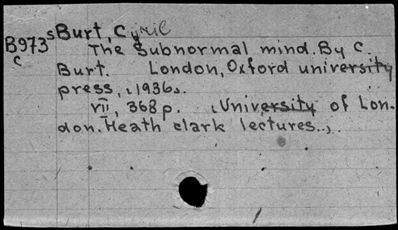 B973s Burt, Cyril
c The Subnormal mind. By C.
Burt. London, Oxford university
press, [1936].
vii, 368 p. (University of Lon-
don. Heath clark lectures..).